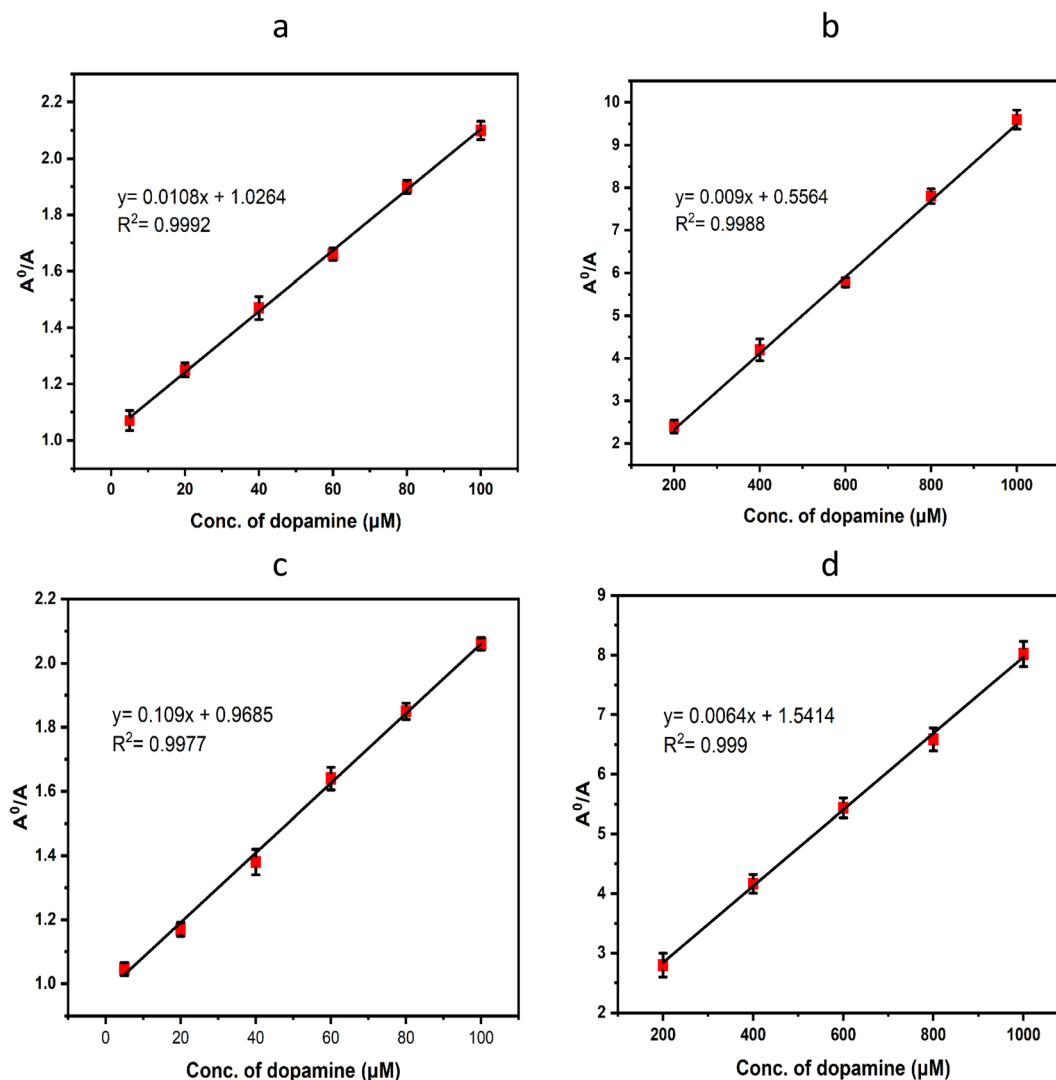 a
2.2
2.0
1.8
1.6
1.4
1.2
1.0
A⁰/A
y= 0.0108x + 1.0264
R²= 0.9992
0 20 40 60 80 100
Conc. of dopamine (µM)
b
10
9
8
7
6
5
4
3
2
A⁰/A
y= 0.009x + 0.5564
R²= 0.9988
200 400 600 800 1000
Conc. of dopamine (µM)
c
2.2
2.0
1.8
1.6
1.4
1.2
1.0
A⁰/A
y= 0.109x + 0.9685
R²= 0.9977
0 20 40 60 80 100
Conc. of dopamine (µM)
d
9
8
7
6
5
4
3
2
A⁰/A
y= 0.0064x + 1.5414
R²= 0.999
200 400 600 800 1000
Conc. of dopamine (µM)